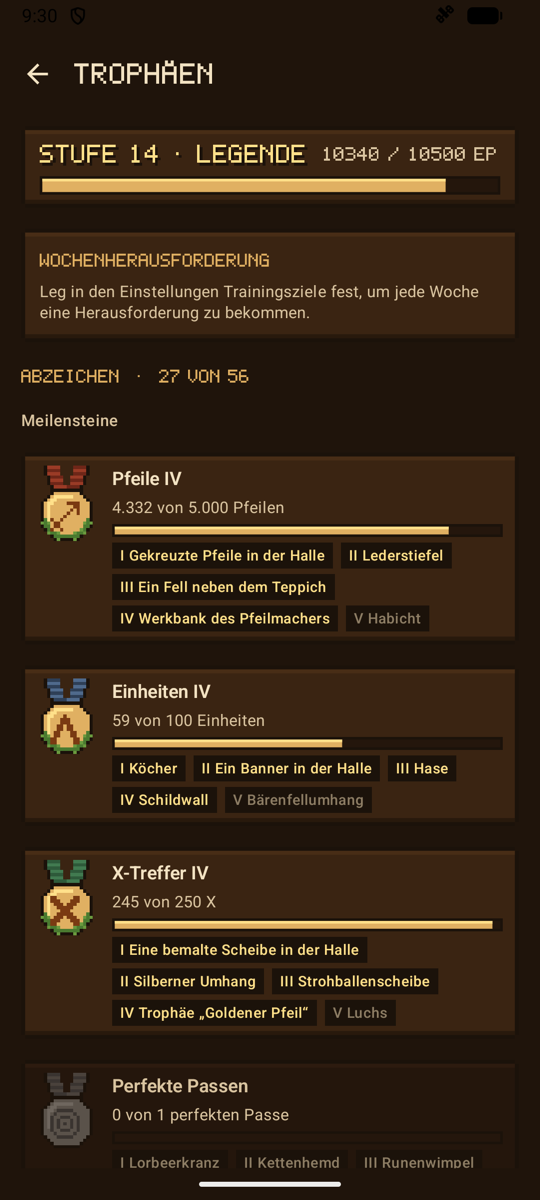 9:30
TROPHÄEN
STUFE 14 · LEGENDE 10340 / 10500 EP
WOCHENHERAUSFORDERUNG
Leg in den Einstellungen Trainingsziele fest, um jede Woche
eine Herausforderung zu bekommen.
ABZEICHEN · 27 VON 56
Meilensteine
Pfeile IV
4.332 von 5.000 Pfeilen
I Gekreuzte Pfeile in der Halle II Lederstiefel
III Ein Fell neben dem Teppich
IV Werkbank des Pfeilmachers V Habicht
Einheiten IV
59 von 100 Einheiten
I Köcher II Ein Banner in der Halle III Hase
IV Schildwall V Bärenfellumhang
X-Treffer IV
245 von 250 X
I Eine bemalte Scheibe in der Halle
II Silberner Umhang III Strohballenscheibe
IV Trophäe „Goldener Pfeil“ V Luchs
Perfekte Passen
0 von 1 perfekten Passe
I Lorbeerkranz II Kettenhemd III Runenwimpel